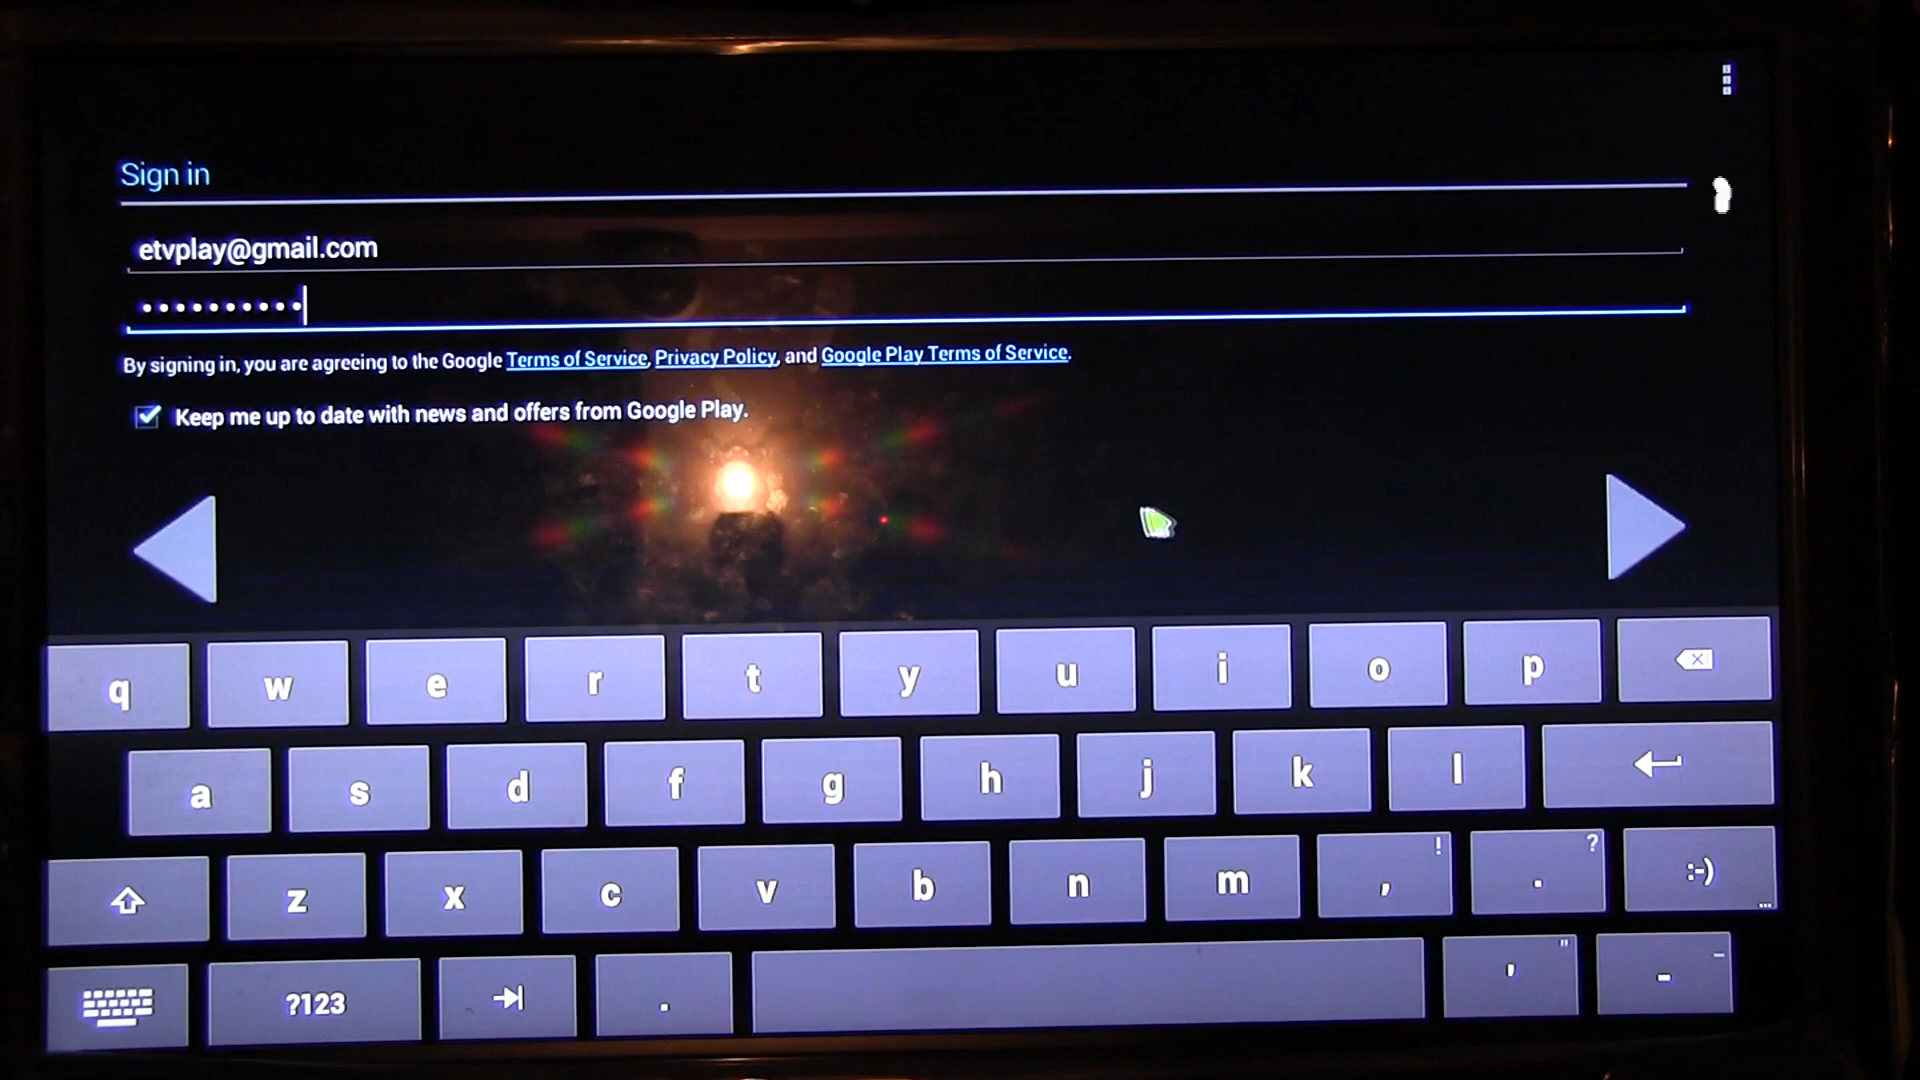 Sign in
etvplay@gmail.com
••••••••••
By signing in, you are agreeing to the Google Terms of Service, Privacy Policy, and Google Play Terms of Service.
Keep me up to date with news and offers from Google Play.
q w e r t y u i o p
a s d f g h j k l
z x c v b n m , ! . ? :-) ...
?123 . ' " - _